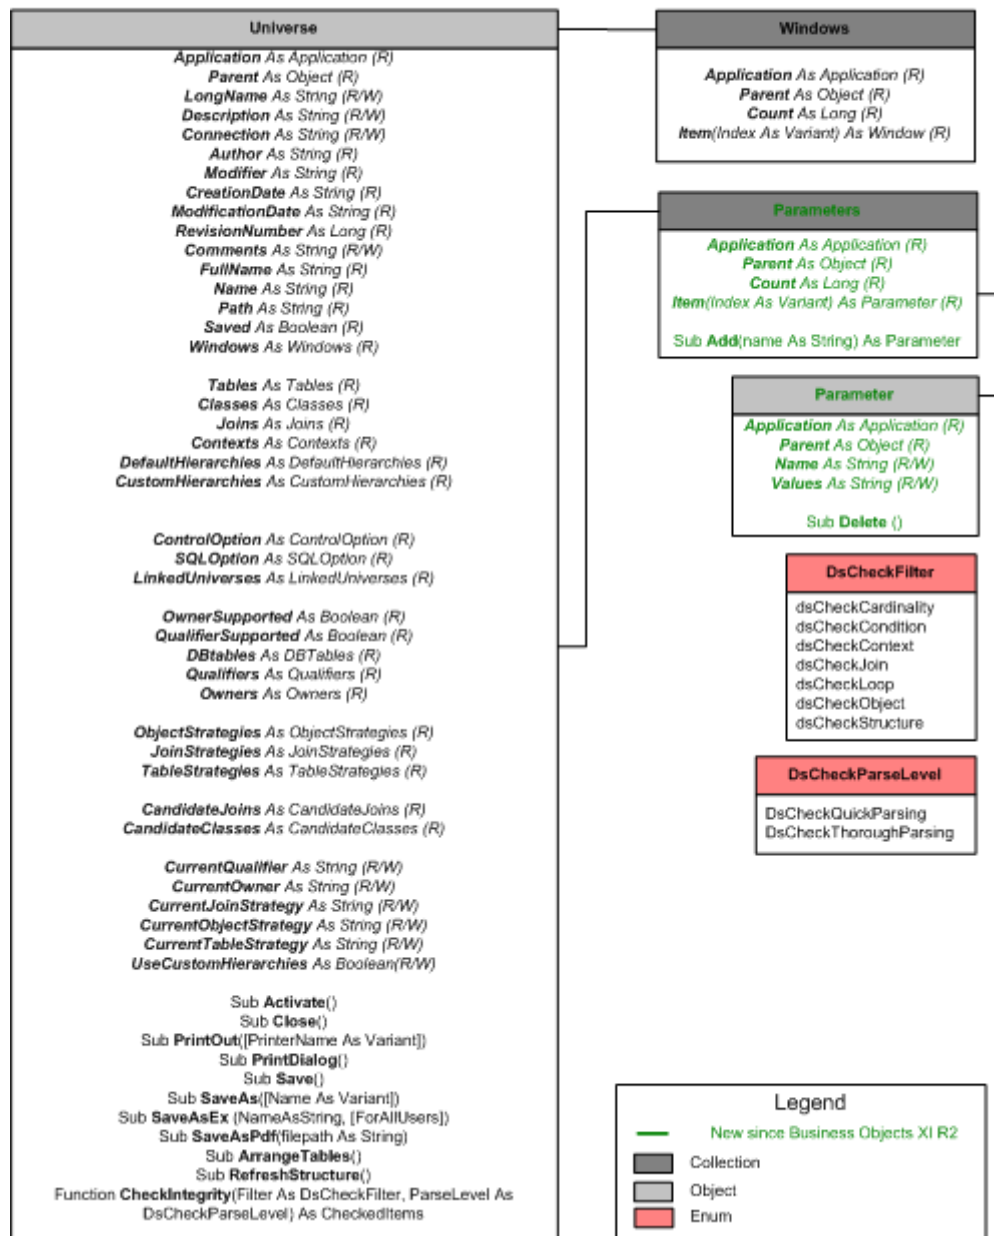 Universe
Application As Application (R)
Parent As Object (R)
LongName As String (R/W)
Description As String (R/W)
Connection As String (R/W)
Author As String (R)
Modifier As String (R)
CreationDate As String (R)
ModificationDate As String (R)
RevisionNumber As Long (R)
Comments As String (R/W)
FullName As String (R)
Name As String (R)
Path As String (R)
Saved As Boolean (R)
Windows As Windows (R)
Tables As Tables (R)
Classes As Classes (R)
Joins As Joins (R)
Contexts As Contexts (R)
DefaultHierarchies As DefaultHierarchies (R)
CustomHierarchies As CustomHierarchies (R)
ControlOption As ControlOption (R)
SQLOption As SQLOption (R)
LinkedUniverses As LinkedUniverses (R)
OwnerSupported As Boolean (R)
QualifierSupported As Boolean (R)
DBtables As DBTables (R)
Qualifiers As Qualifiers (R)
Owners As Owners (R)
ObjectStrategies As ObjectStrategies (R)
JoinStrategies As JoinStrategies (R)
TableStrategies As TableStrategies (R)
CandidateJoins As CandidateJoins (R)
CandidateClasses As CandidateClasses (R)
CurrentQualifier As String (R/W)
CurrentOwner As String (R/W)
CurrentJoinStrategy As String (R/W)
CurrentObjectStrategy As String (R/W)
CurrentTableStrategy As String (R/W)
UseCustomHierarchies As Boolean(R/W)
Sub Activate()
Sub Close()
Sub PrintOut([PrinterName As Variant])
Sub PrintDialog()
Sub Save()
Sub SaveAs([Name As Variant])
Sub SaveAsEx (NameAsString, [ForAllUsers])
Sub SaveAsPdf(filepath As String)
Sub ArrangeTables()
Sub RefreshStructure()
Function CheckIntegrity(Filter As DsCheckFilter, ParseLevel As
DsCheckParseLevel) As CheckedItems
Windows
Application As Application (R)
Parent As Object (R)
Count As Long (R)
Item(Index As Variant) As Window (R)
Parameters
Application As Application (R)
Parent As Object (R)
Count As Long (R)
Item(Index As Variant) As Parameter (R)
Sub Add(name As String) As Parameter
Parameter
Application As Application (R)
Parent As Object (R)
Name As String (R/W)
Values As String (R/W)
Sub Delete ()
DsCheckFilter
dsCheckCardinality
dsCheckCondition
dsCheckContext
dsCheckJoin
dsCheckLoop
dsCheckObject
dsCheckStructure
DsCheckParseLevel
DsCheckQuickParsing
DsCheckThoroughParsing
Legend
New since Business Objects XI R2
Collection
Object
Enum